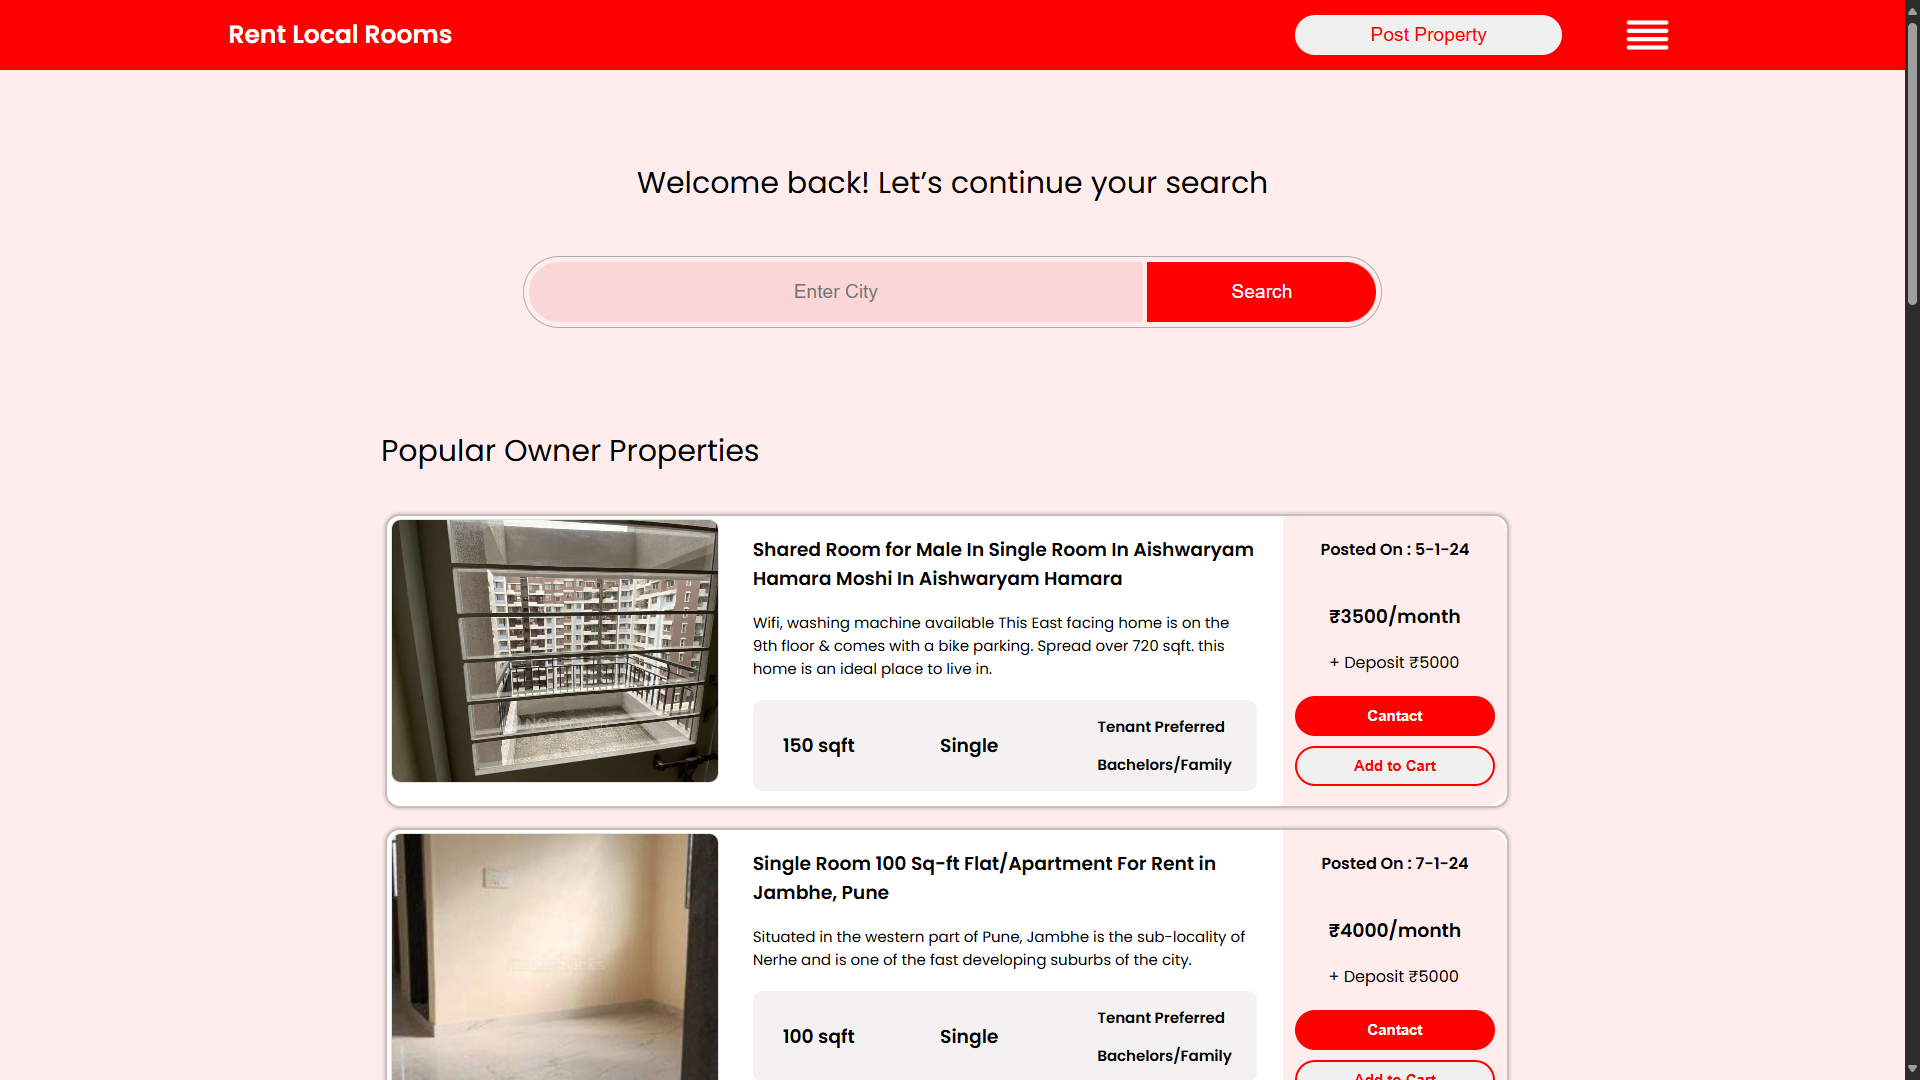 Rent Local Rooms
Post Property
Welcome back! Let’s continue your search
Enter City
Search
Popular Owner Properties
Shared Room for Male In Single Room In Aishwaryam
Hamara Moshi In Aishwaryam Hamara
Wifi, washing machine available This East facing home is on the
9th floor & comes with a bike parking. Spread over 720 sqft. this
home is an ideal place to live in.
150 sqft
Single
Tenant Preferred
Bachelors/Family
Posted On : 5-1-24
₹3500/month
+ Deposit ₹5000
Cantact
Add to Cart
Single Room 100 Sq-ft Flat/Apartment For Rent in
Jambhe, Pune
Situated in the western part of Pune, Jambhe is the sub-locality of
Nerhe and is one of the fast developing suburbs of the city.
100 sqft
Single
Tenant Preferred
Bachelors/Family
Posted On : 7-1-24
₹4000/month
+ Deposit ₹5000
Cantact
Add to Cart